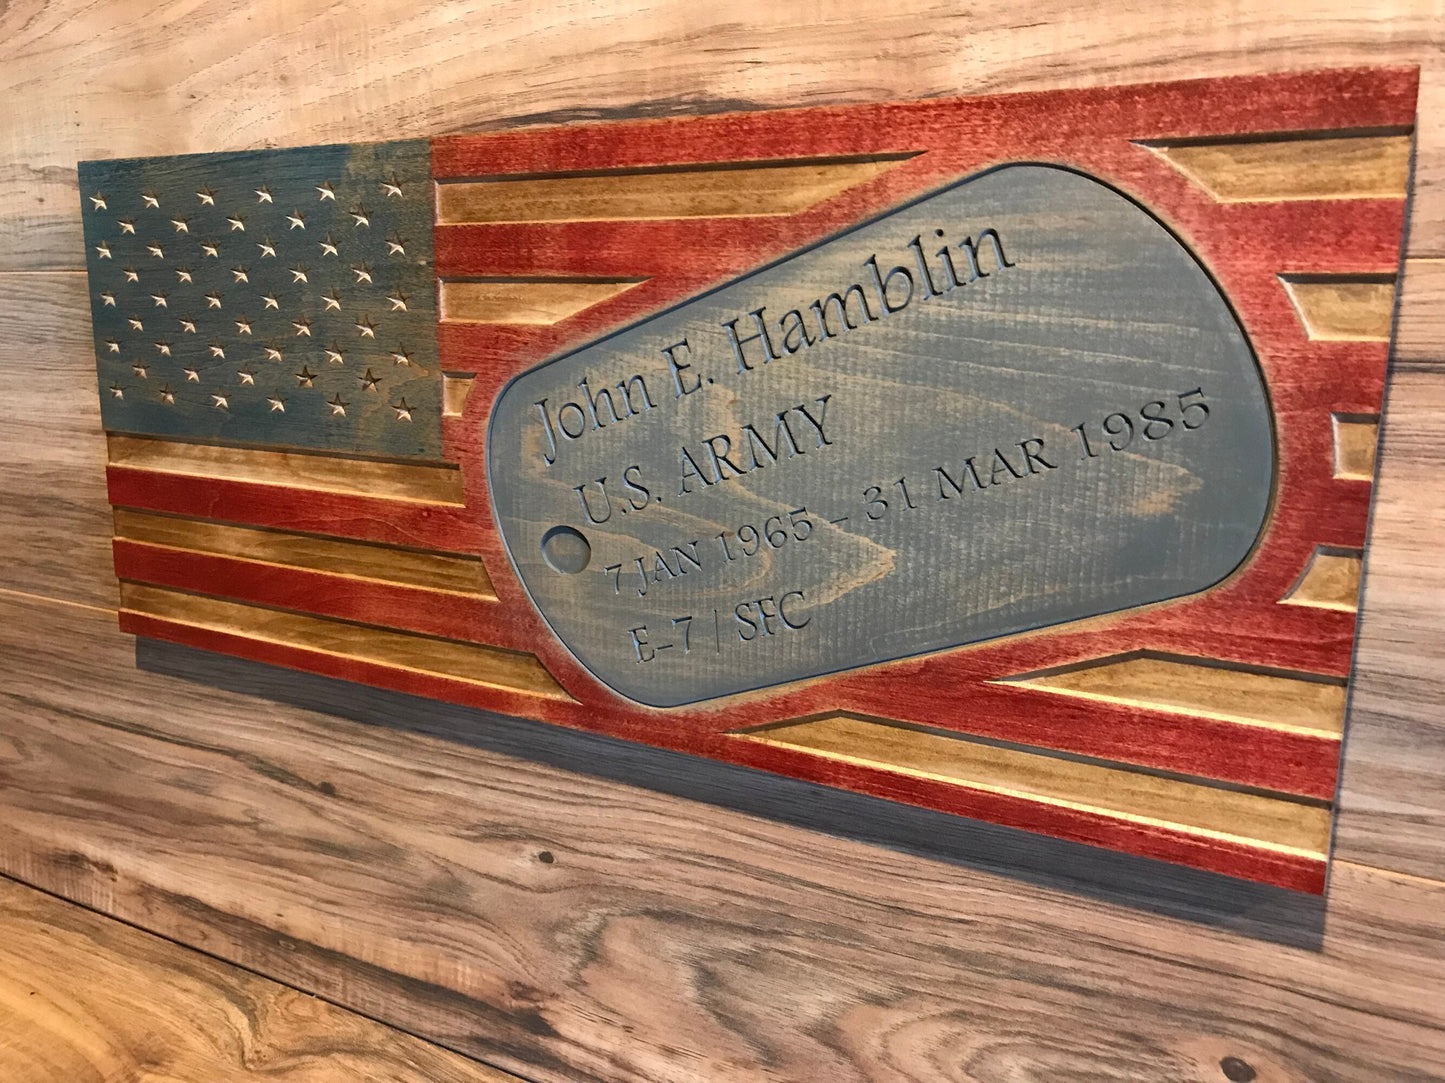 John E. Hamblin
U.S. ARMY
7 JAN 1965 - 31 MAR 1985
E-7 | SFC